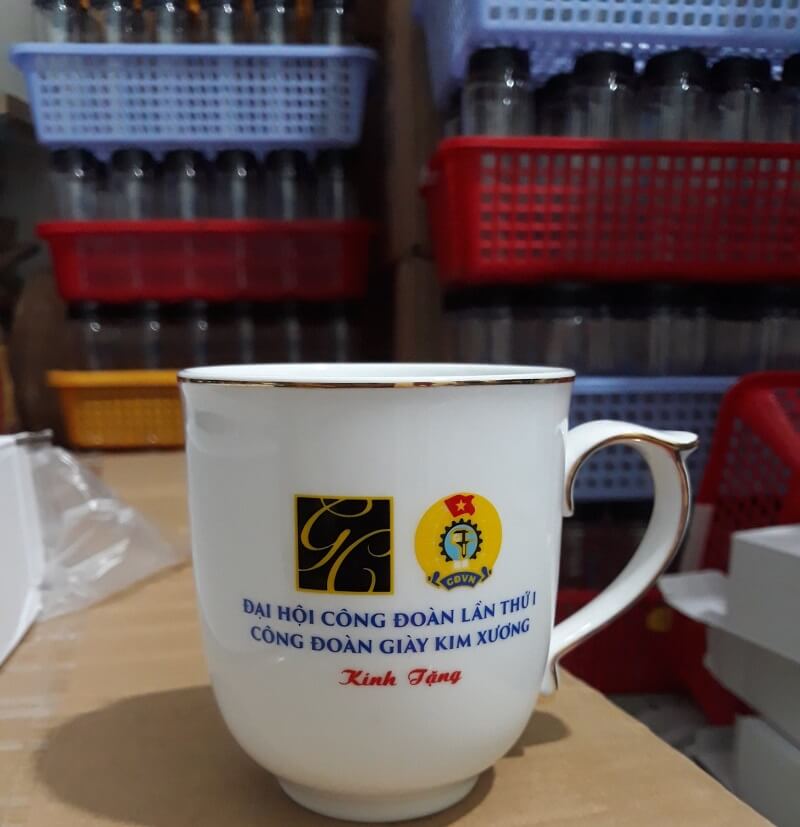 GC
CĐVN
ĐẠI HỘI CÔNG ĐOÀN LẦN THỨ I
CÔNG ĐOÀN GIÀY KIM XƯƠNG
Kính Tặng